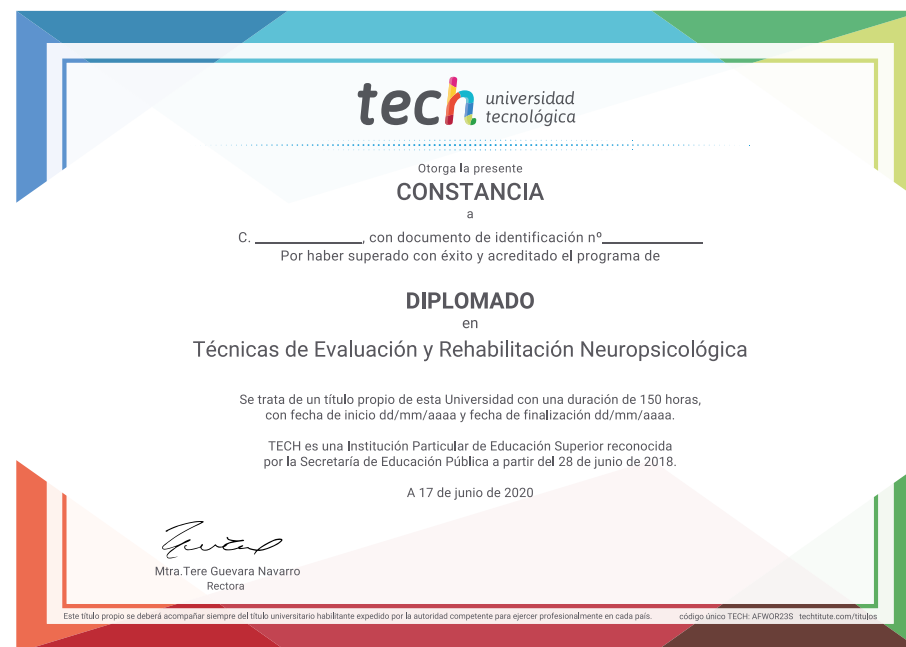 tech universidad
tecnológica
Otorga la presente
CONSTANCIA
a
C. ____________, con documento de identificación nº____________
Por haber superado con éxito y acreditado el programa de
DIPLOMADO
en
Técnicas de Evaluación y Rehabilitación Neuropsicológica
Se trata de un título propio de esta Universidad con una duración de 150 horas,
con fecha de inicio dd/mm/aaaa y fecha de finalización dd/mm/aaaa.
TECH es una Institución Particular de Educación Superior reconocida
por la Secretaría de Educación Pública a partir del 28 de junio de 2018.
A 17 de junio de 2020
Mtra.Tere Guevara Navarro
Rectora
Este título propio se deberá acompañar siempre del título universitario habilitante expedido por la autoridad competente para ejercer profesionalmente en cada país. código único TECH: AFWOR23S techtitute.com/títulos